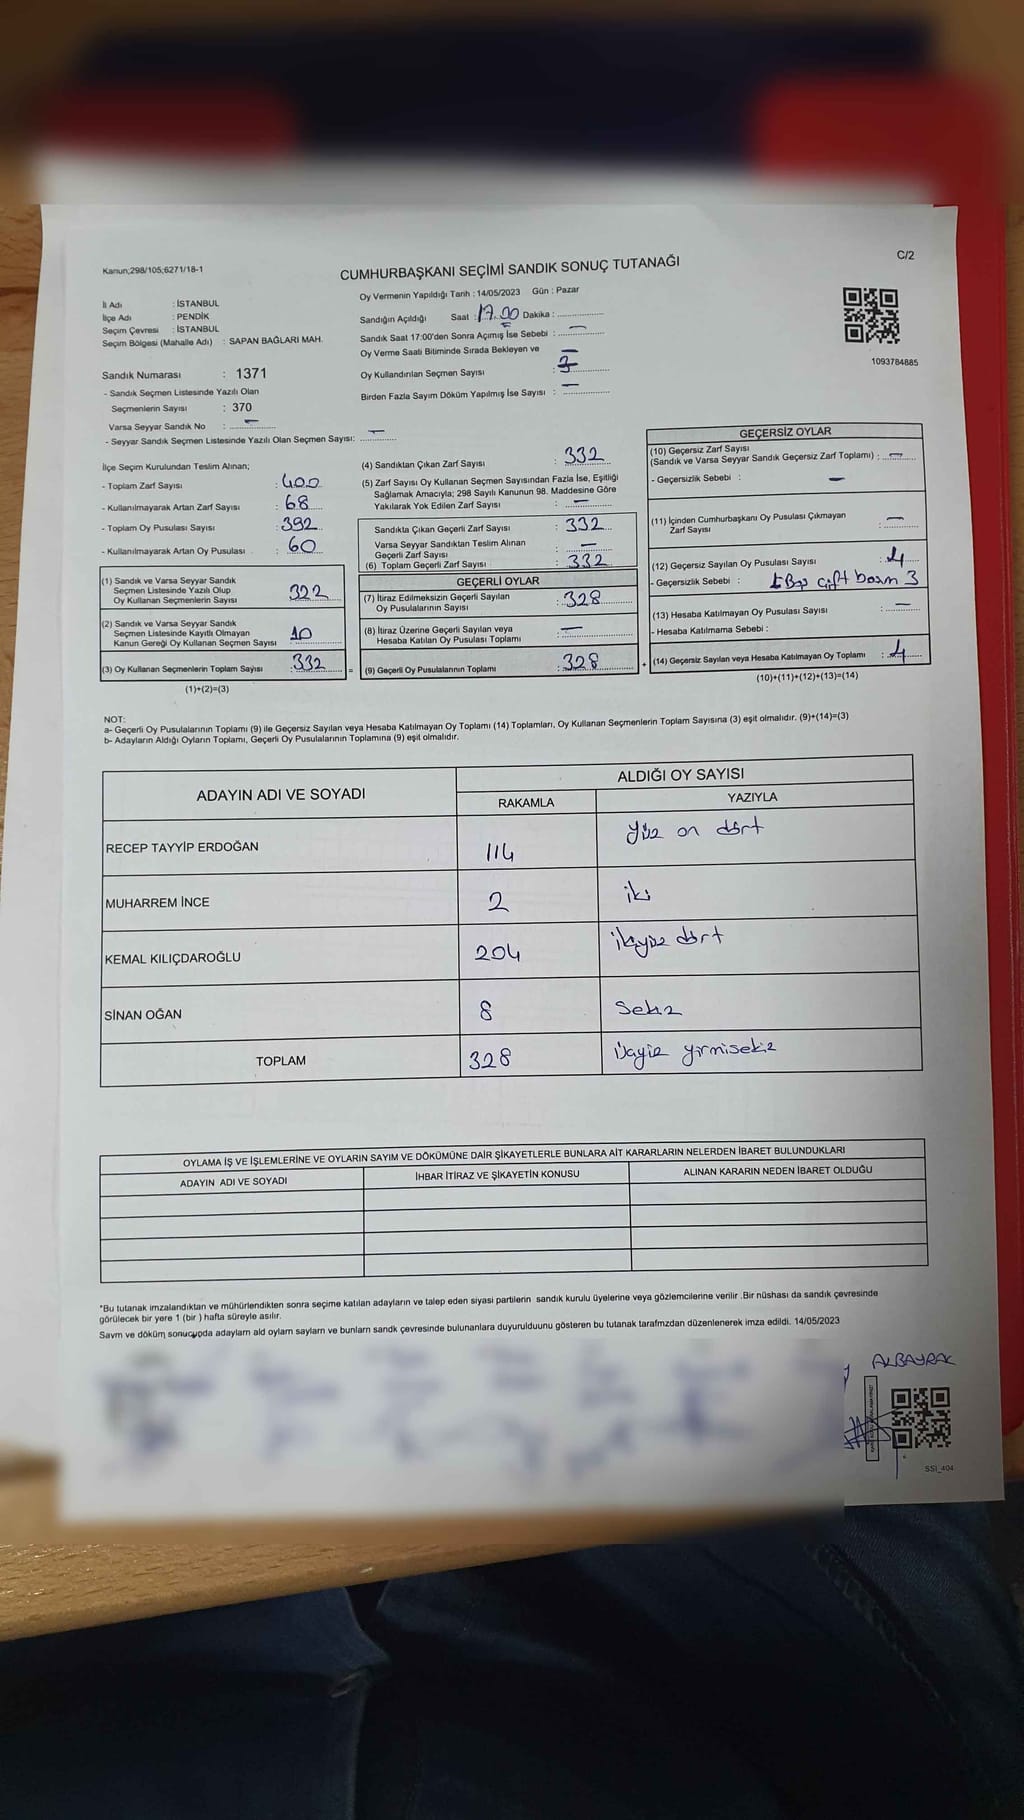 Kanun;298/105;6271/18-1
C/2
CUMHURBAŞKANI SEÇİMİ SANDIK SONUÇ TUTANAĞI
1093784885
İl Adı : İSTANBUL
İlçe Adı : PENDİK
Seçim Çevresi : İSTANBUL
Seçim Bölgesi (Mahalle Adı) : SAPAN BAĞLARI MAH.
Sandık Numarası : 1371
- Sandık Seçmen Listesinde Yazılı Olan
Seçmenlerin Sayısı : 370
Varsa Seyyar Sandık No : —
- Seyyar Sandık Seçmen Listesinde Yazılı Olan Seçmen Sayısı: —
Oy Vermenin Yapıldığı Tarih : 14/05/2023 Gün : Pazar
Sandığın Açıldığı Saat : 17.00 Dakika :
Sandık Saat 17:00'den Sonra Açımış İse Sebebi : —
Oy Verme Saati Bitiminde Sırada Bekleyen ve
Oy Kullandırılan Seçmen Sayısı :
Birden Fazla Sayım Döküm Yapılmış İse Sayısı : —
İlçe Seçim Kurulundan Teslim Alınan;
- Toplam Zarf Sayısı : 400
- Kullanılmayarak Artan Zarf Sayısı : 68
- Toplam Oy Pusulası Sayısı : 392
- Kullanılmayarak Artan Oy Pusulası : 60
(1) Sandık ve Varsa Seyyar Sandık
Seçmen Listesinde Yazılı Olup
Oy Kullanan Seçmenlerin Sayısı 322
(2) Sandık ve Varsa Seyyar Sandık
Seçmen Listesinde Kayıtlı Olmayan
Kanun Gereği Oy Kullanan Seçmen Sayısı 10
(3) Oy Kullanan Seçmenlerin Toplam Sayısı : 332 =
(1)+(2)=(3)
(4) Sandıktan Çıkan Zarf Sayısı : 332
(5) Zarf Sayısı Oy Kullanan Seçmen Sayısından Fazla İse, Eşitliği
Sağlamak Amacıyla; 298 Sayılı Kanunun 98. Maddesine Göre
Yakılarak Yok Edilen Zarf Sayısı : —
Sandıkta Çıkan Geçerli Zarf Sayısı : 332
Varsa Seyyar Sandıktan Teslim Alınan
Geçerli Zarf Sayısı : —
(6) Toplam Geçerli Zarf Sayısı : 332
GEÇERLİ OYLAR
(7) İtiraz Edilmeksizin Geçerli Sayılan
Oy Pusulalarının Sayısı : 328
(8) İtiraz Üzerine Geçerli Sayılan veya
Hesaba Katılan Oy Pusulası Toplamı : —
(9) Geçerli Oy Pusulalarının Toplamı : 328 +
GEÇERSİZ OYLAR
(10) Geçersiz Zarf Sayısı
(Sandık ve Varsa Seyyar Sandık Geçersiz Zarf Toplamı) : —
- Geçersizlik Sebebi : —
(11) İçinden Cumhurbaşkanı Oy Pusulası Çıkmayan
Zarf Sayısı : —
(12) Geçersiz Sayılan Oy Pusulası Sayısı : 4
- Geçersizlik Sebebi : 1 Boş çift basım 3
(13) Hesaba Katılmayan Oy Pusulası Sayısı : —
- Hesaba Katılmama Sebebi :
(14) Geçersiz Sayılan veya Hesaba Katılmayan Oy Toplamı : 4
(10)+(11)+(12)+(13)=(14)
NOT:
a- Geçerli Oy Pusulalarının Toplamı (9) ile Geçersiz Sayılan veya Hesaba Katılmayan Oy Toplamı (14) Toplamları, Oy Kullanan Seçmenlerin Toplam Sayısına (3) eşit olmalıdır. (9)+(14)=(3)
b- Adayların Aldığı Oyların Toplamı, Geçerli Oy Pusulalarının Toplamına (9) eşit olmalıdır.
ADAYIN ADI VE SOYADI
ALDIĞI OY SAYISI
RAKAMLA YAZIYLA
RECEP TAYYİP ERDOĞAN 114 Yüz on dört
MUHARREM İNCE 2 iki
KEMAL KILIÇDAROĞLU 204 ikiyüz dört
SİNAN OĞAN 8 Sekiz
TOPLAM 328 Üçyüz yirmisekiz
OYLAMA İŞ VE İŞLEMLERİNE VE OYLARIN SAYIM VE DÖKÜMÜNE DAİR ŞİKAYETLERLE BUNLARA AİT KARARLARIN NELERDEN İBARET BULUNDUKLARI
ADAYIN ADI VE SOYADI İHBAR İTİRAZ VE ŞİKAYETİN KONUSU ALINAN KARARIN NEDEN İBARET OLDUĞU
*Bu tutanak imzalandıktan ve mühürlendikten sonra seçime katılan adayların ve talep eden siyasi partilerin sandık kurulu üyelerine veya gözlemcilerine verilir .Bir nüshası da sandık çevresinde
görülecek bir yere 1 (bir ) hafta süreyle asılır.
Sayım ve döküm sonucunda adayların ald oyların sayların ve bunların sandk çevresinde bulunanlara duyurulduunu gösteren bu tutanak tarafmzdan düzenlenerek imza edildi. 14/05/2023
ALBAYRAK
SSI_404